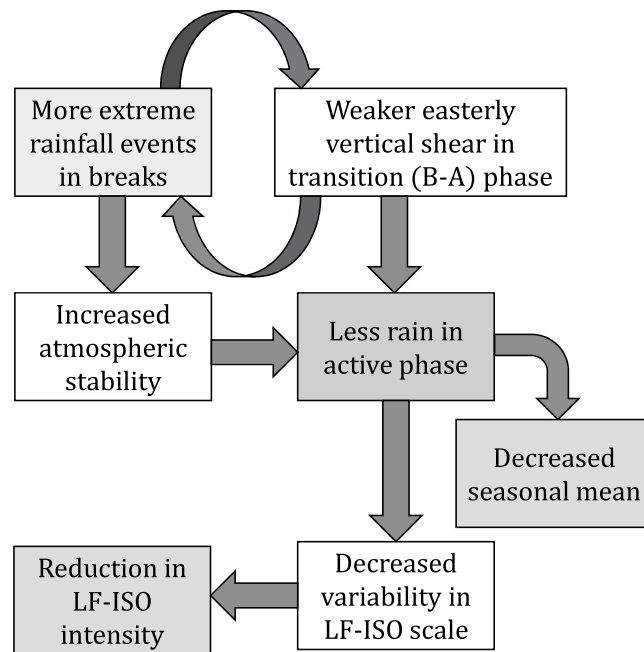 More extreme
rainfall events
in breaks
Weaker easterly
vertical shear in
transition (B-A) phase
Increased
atmospheric
stability
Less rain in
active phase
Decreased
seasonal mean
Reduction in
LF-ISO
intensity
Decreased
variability in
LF-ISO scale